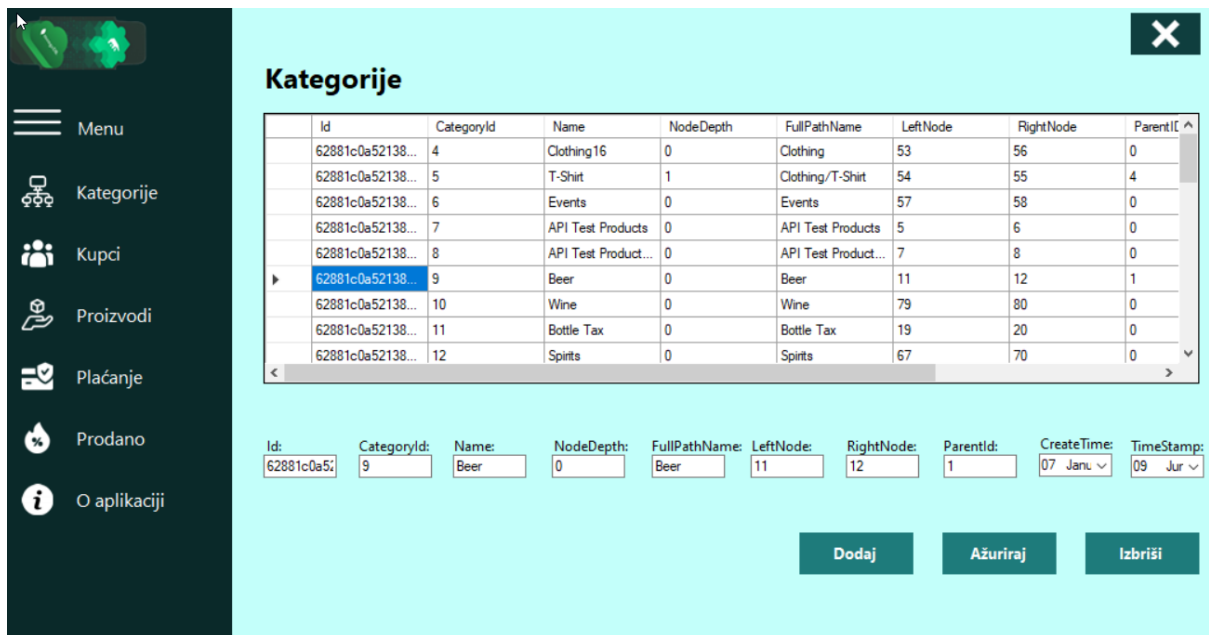 Kategorije
Menu
Kategorije
Kupci
Proizvodi
Plaćanje
Prodano
O aplikaciji
Id CategoryId Name NodeDepth FullPathName LeftNode RightNode ParentID
62881c0a52138... 4 Clothing16 0 Clothing 53 56 0
62881c0a52138... 5 T-Shirt 1 Clothing/T-Shirt 54 55 4
62881c0a52138... 6 Events 0 Events 57 58 0
62881c0a52138... 7 API Test Products 0 API Test Products 5 6 0
62881c0a52138... 8 API Test Product... 0 API Test Product... 7 8 0
62881c0a52138... 9 Beer 0 Beer 11 12 1
62881c0a52138... 10 Wine 0 Wine 79 80 0
62881c0a52138... 11 Bottle Tax 0 Bottle Tax 19 20 0
62881c0a52138... 12 Spirits 0 Spirits 67 70 0
Id: CategoryId: Name: NodeDepth: FullPathName: LeftNode: RightNode: ParentId: CreateTime: TimeStamp:
62881c0a52 9 Beer 0 Beer 11 12 1 07 Janu 09 Jur
Dodaj Ažuriraj Izbriši